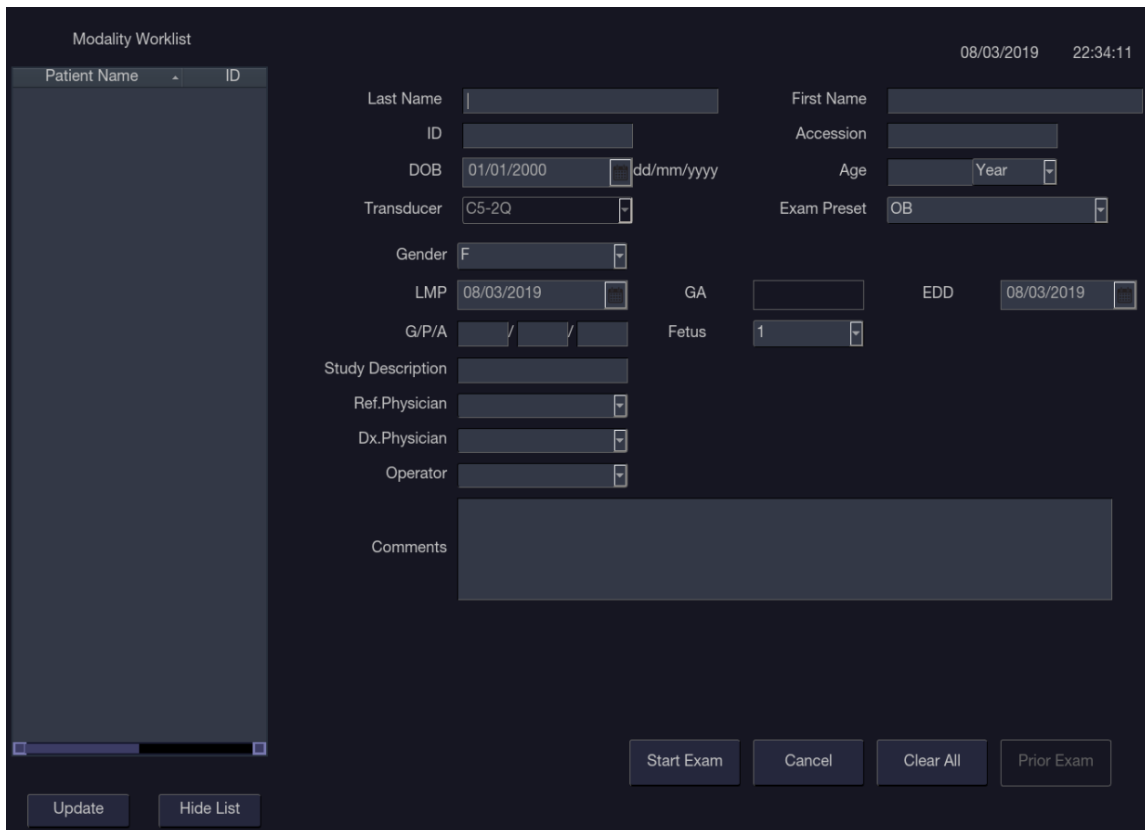 Modality Worklist
08/03/2019 22:34:11
Patient Name ID
Last Name First Name
ID Accession
DOB 01/01/2000 dd/mm/yyyy Age Year
Transducer C5-2Q Exam Preset OB
Gender F
LMP 08/03/2019 GA EDD 08/03/2019
G/P/A / / Fetus 1
Study Description
Ref.Physician
Dx.Physician
Operator
Comments
Start Exam Cancel Clear All Prior Exam
Update Hide List